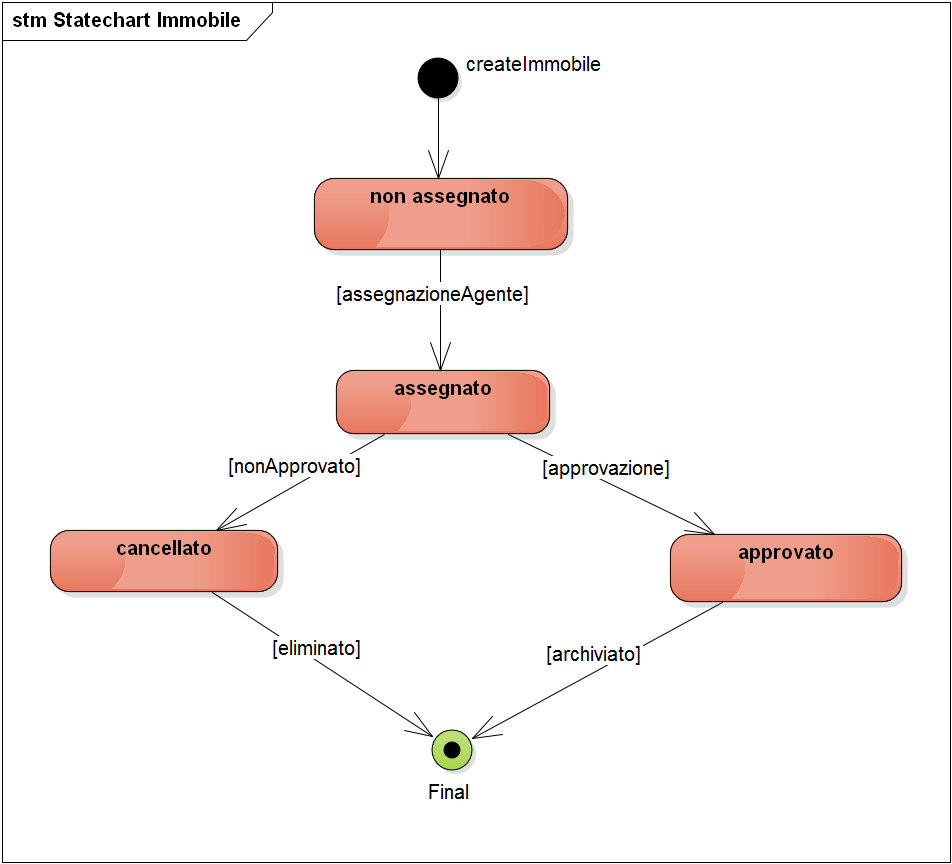 stm Statechart Immobile
createImmobile
non assegnato
[assegnazioneAgente]
assegnato
[nonApprovato]
[approvazione]
cancellato
approvato
[eliminato]
[archiviato]
Final